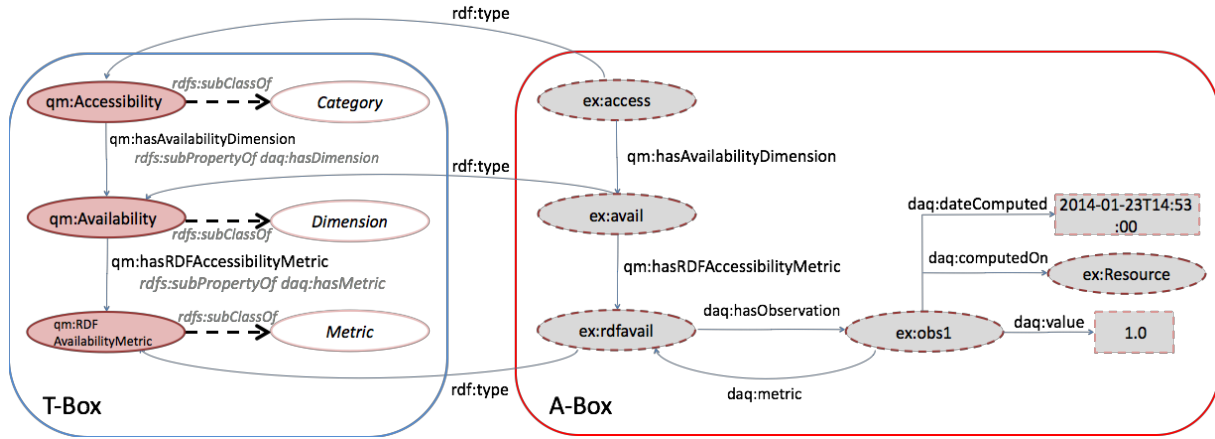 rdf:type
rdfs:subClassOf
qm:Accessibility
Category
ex:access
qm:hasAvailabilityDimension
rdfs:subPropertyOf daq:hasDimension
qm:hasAvailabilityDimension
rdf:type
qm:Availability
Dimension
rdfs:subClassOf
ex:avail
daq:dateComputed
2014-01-23T14:53
:00
qm:hasRDFAccessibilityMetric
rdfs:subPropertyOf daq:hasMetric
qm:hasRDFAccessibilityMetric
daq:computedOn
ex:Resource
rdfs:subClassOf
qm:RDF
AvailabilityMetric
Metric
ex:rdfavail
daq:hasObservation
ex:obs1
daq:value
1.0
rdf:type
daq:metric
T-Box
A-Box